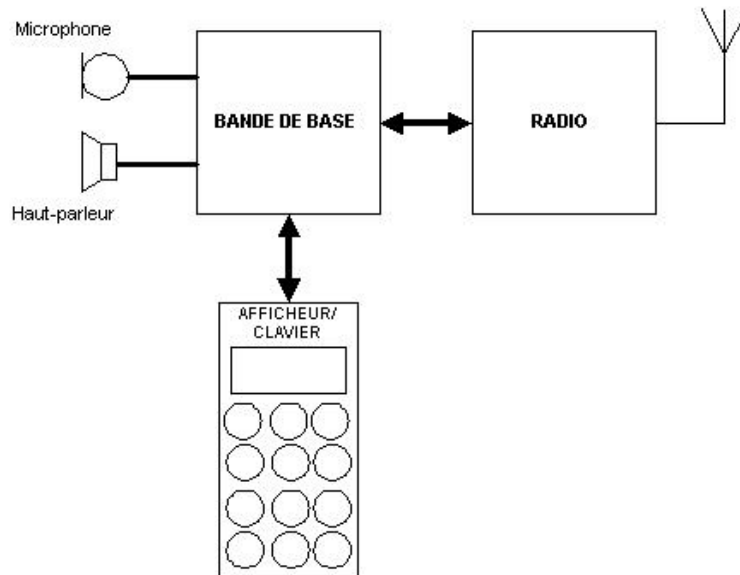 Microphone
BANDE DE BASE
RADIO
Haut-parleur
AFFICHEUR/
CLAVIER